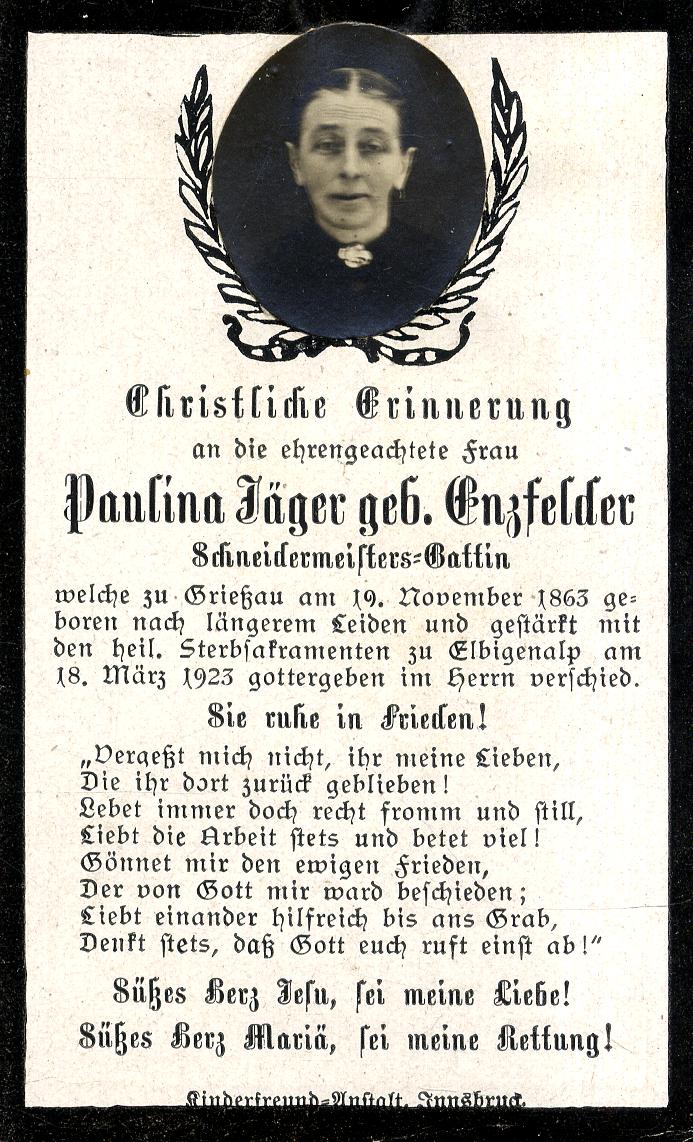 Christliche Erinnerung
an die ehrengeachtete Frau
Paulina Jäger geb. Enzfelder
Schneidermeisters-Gattin
welche zu Grießau am 19. November 1863 ge-
boren nach längerem Leiden und gestärkt mit
den heil. Sterbsakramenten zu Elbigenalp am
18. März 1923 gottergeben im Herrn verschied.
Sie ruhe in Frieden!
„Vergeßt mich nicht, ihr meine Lieben,
Die ihr dort zurück geblieben!
Lebet immer doch recht fromm und still,
Liebt die Arbeit stets und betet viel!
Gönnet mir den ewigen Frieden,
Der von Gott mir ward beschieden;
Liebt einander hilfreich bis ans Grab,
Denkt stets, daß Gott euch ruft einst ab!“
Süßes Herz Jesu, sei meine Liebe!
Süßes Herz Mariä, sei meine Rettung!
Kinderfreund-Anstalt, Innsbruck.